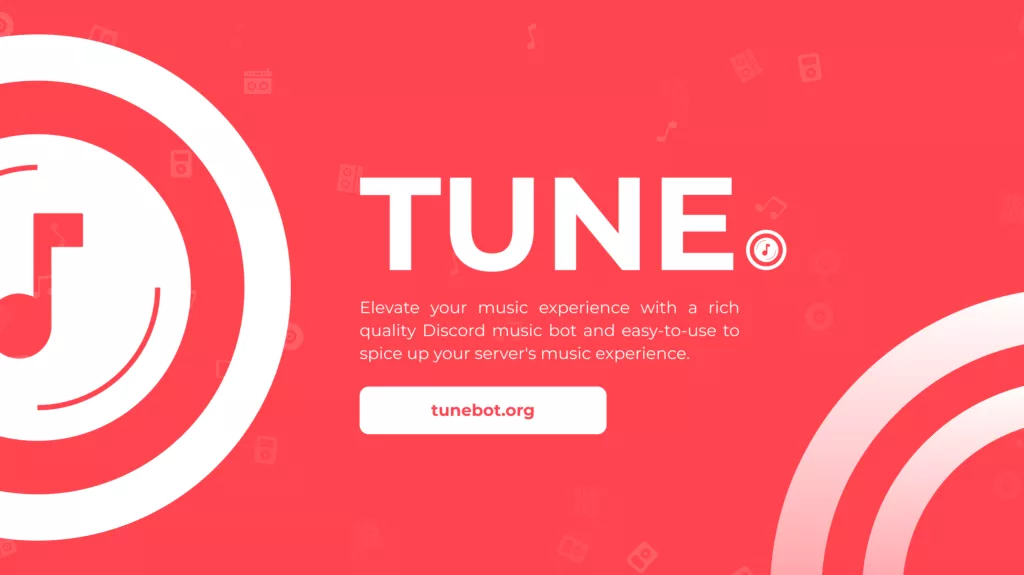 TUNE
Elevate your music experience with a rich
quality Discord music bot and easy-to-use to
spice up your server's music experience.
tunebot.org